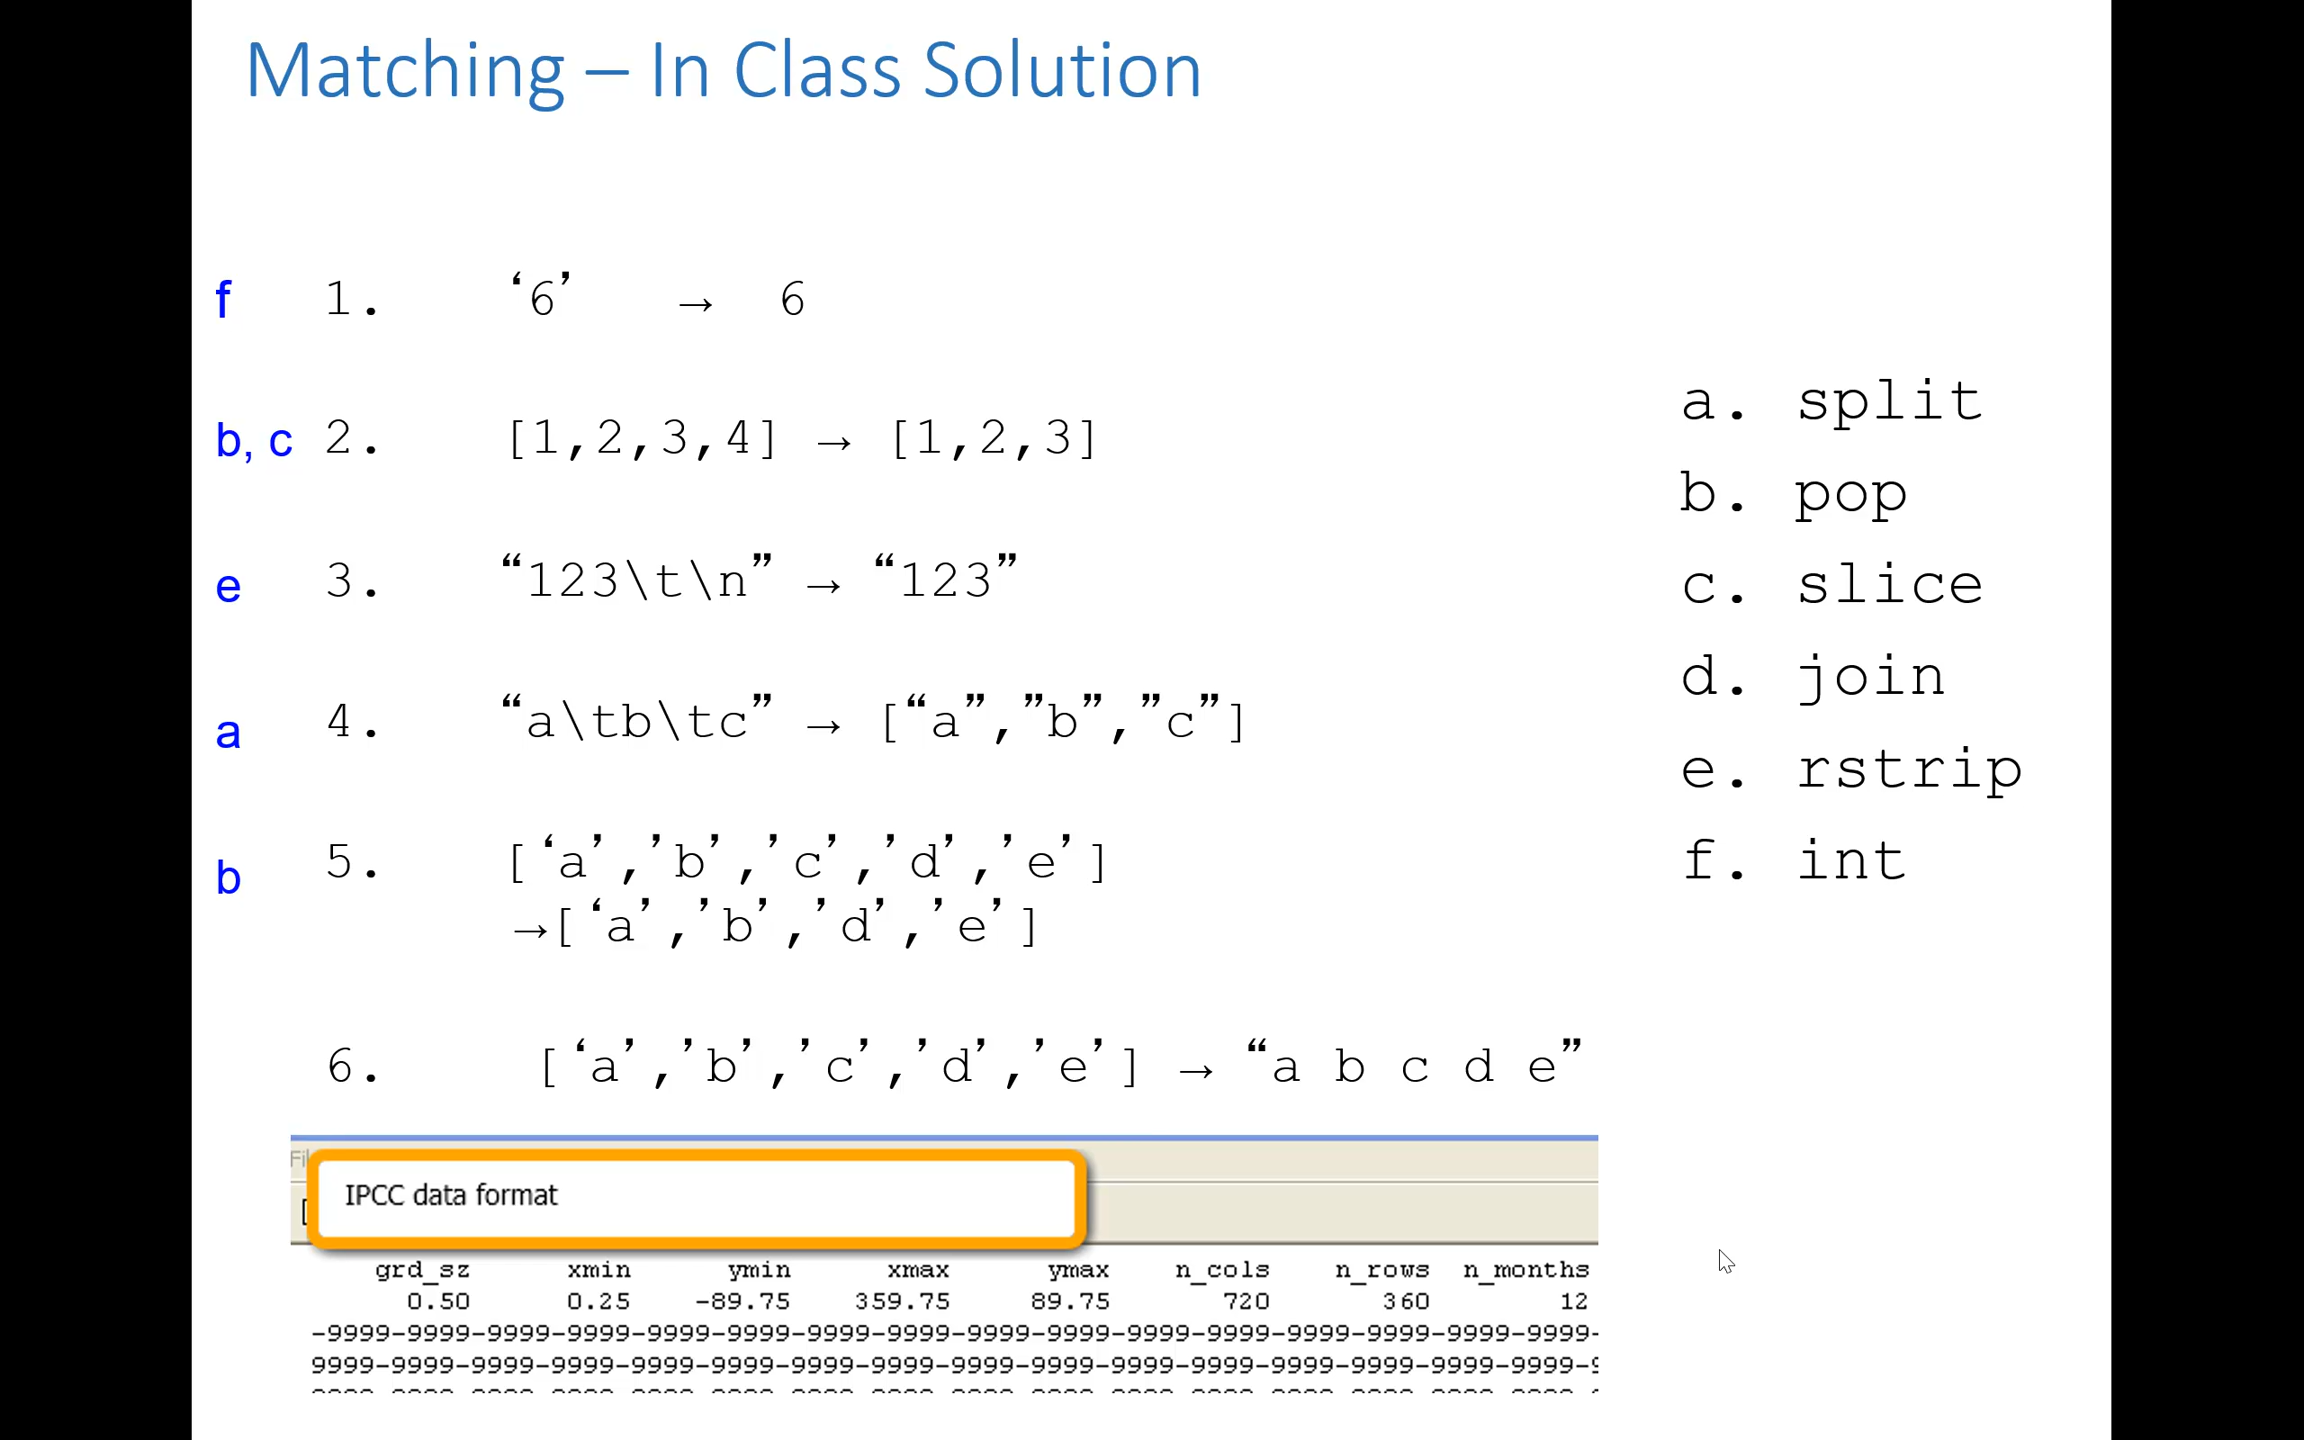 Matching – In Class Solution
f 1. ‘6’ → 6
b, c 2. [1,2,3,4] → [1,2,3]
e 3. “123\t\n” → “123”
a 4. “a\tb\tc” → [“a”,”b”,”c”]
b 5. [‘a’,’b’,’c’,’d’,’e’]
→[‘a’,’b’,’d’,’e’]
6. [‘a’,’b’,’c’,’d’,’e’] → “a b c d e”
a. split
b. pop
c. slice
d. join
e. rstrip
f. int
IPCC data format
grd_sz xmin ymin xmax ymax n_cols n_rows n_months
0.50 0.25 -89.75 359.75 89.75 720 360 12
-9999-9999-9999-9999-9999-9999-9999-9999-9999-9999-9999-9999-9999-9999-9999-9999-
9999-9999-9999-9999-9999-9999-9999-9999-9999-9999-9999-9999-9999-9999-9999-9999-